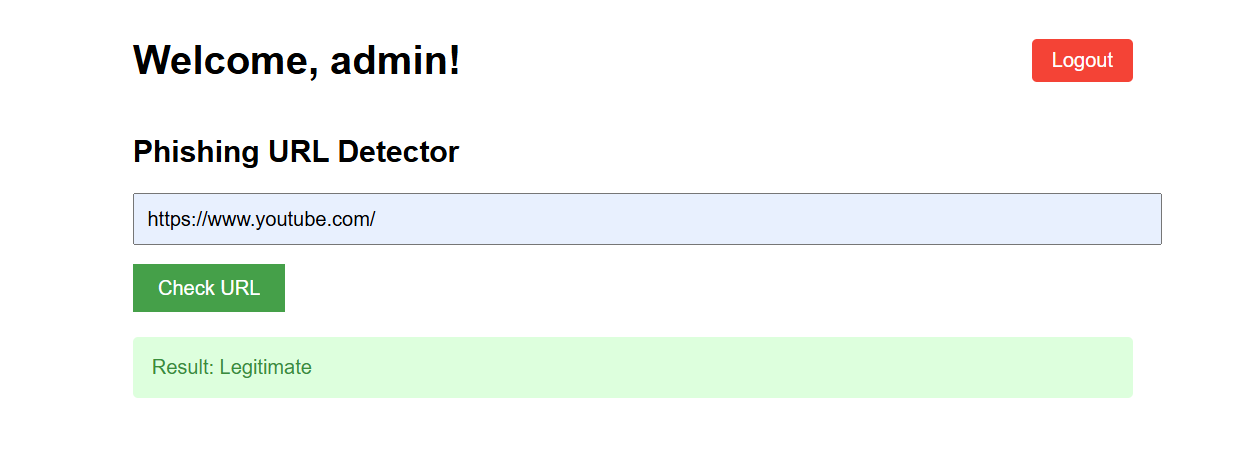 Welcome, admin!
Logout
Phishing URL Detector
https://www.youtube.com/
Check URL
Result: Legitimate